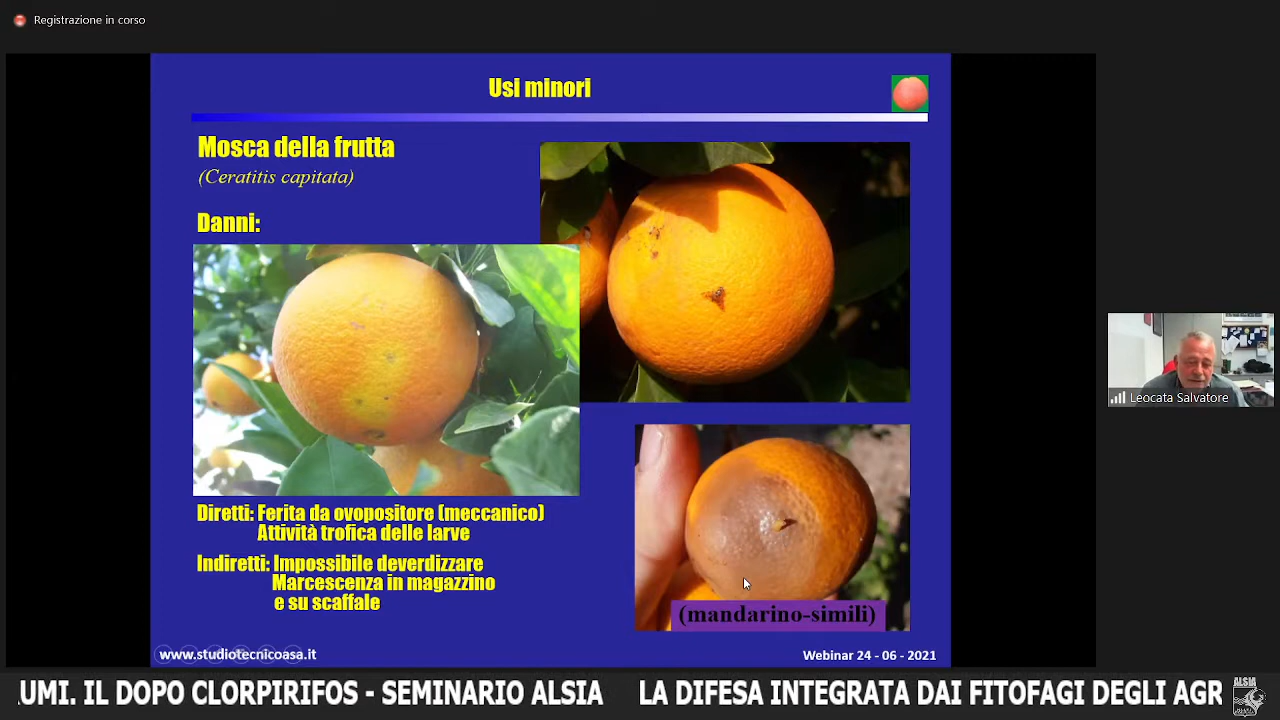 Registrazione in corso
Usi minori
Mosca della frutta
(Ceratitis capitata)
Danni:
Diretti: Ferita da ovopositore (meccanico)
Attività trofica delle larve
Indiretti: Impossibile deverdizzare
Marcescenza in magazzino
e su scaffale
(mandarino-simili)
www.studiotecnicoasa.it
Webinar 24 - 06 - 2021
Leocata Salvatore
UMI. IL DOPO CLORPIRIFOS - SEMINARIO ALSIA LA DIFESA INTEGRATA DAI FITOFAGI DEGLI AGR
ALSIA